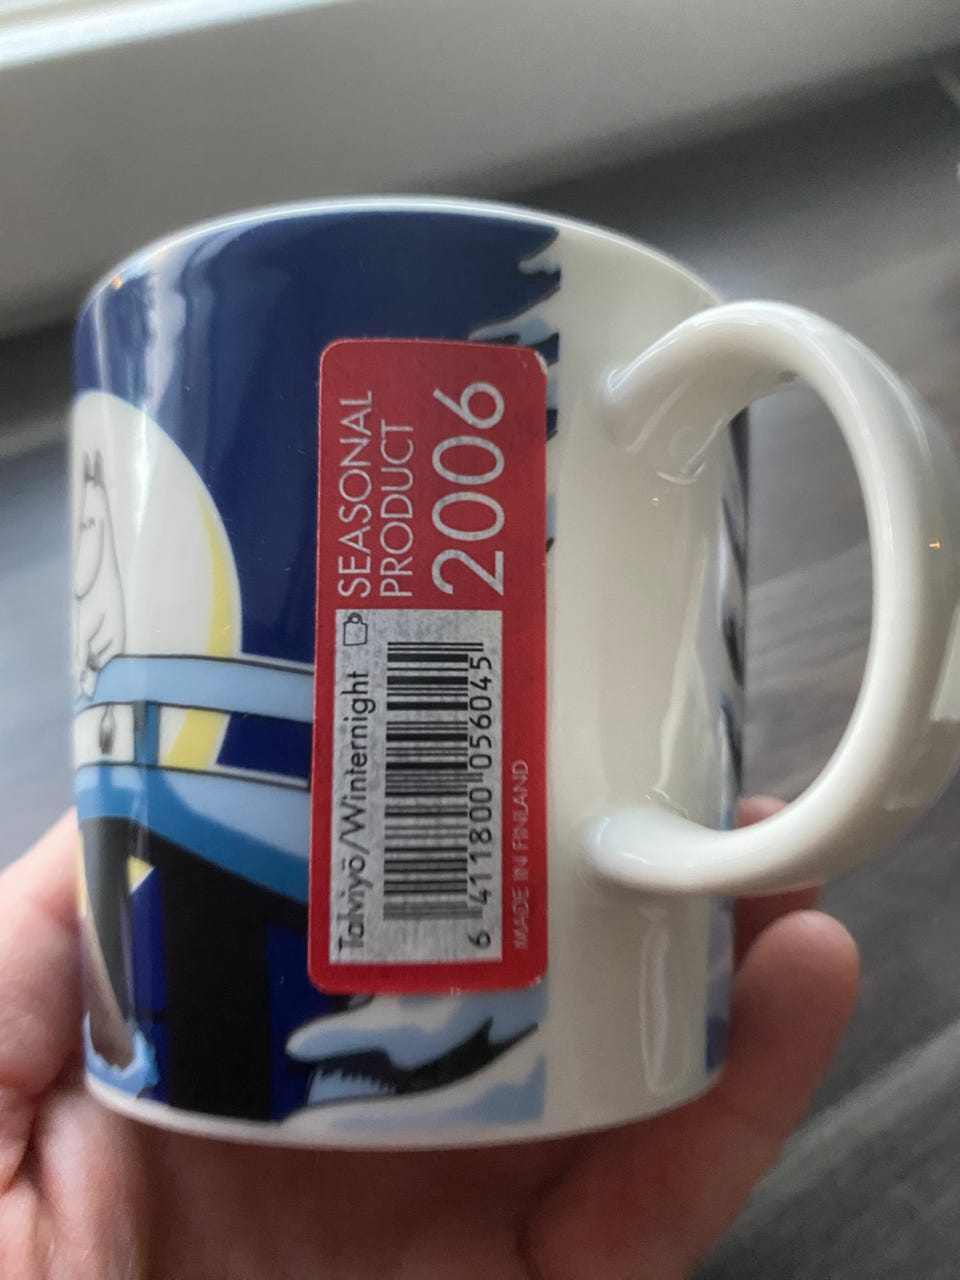 SEASONAL
PRODUCT
2006
Talviyö/Winternight
6 411800 056045
MADE IN FINLAND